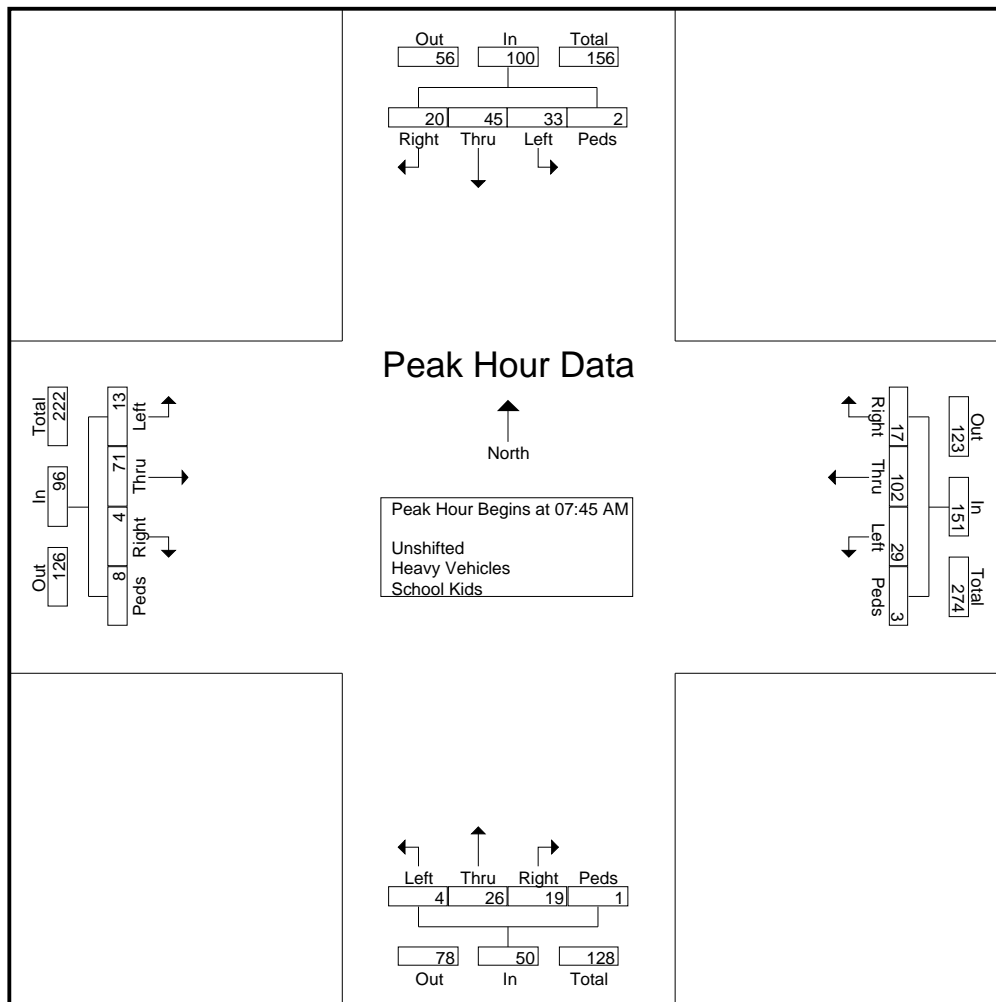 Out In Total
56 100 156
20 45 33 2
Right Thru Left Peds
Peak Hour Data
North
Peak Hour Begins at 07:45 AM
Unshifted
Heavy Vehicles
School Kids
Total In Out
222 96 126
13 71 4 8
Left Thru Right Peds
Out In Total
123 151 274
17 102 29 3
Right Thru Left Peds
Left Thru Right Peds
4 26 19 1
78 50 128
Out In Total